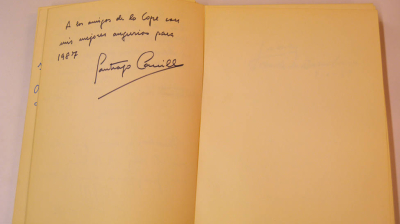 A los amigos de la Cope con
mis mejores augurios para
1987
Santiago Carrillo